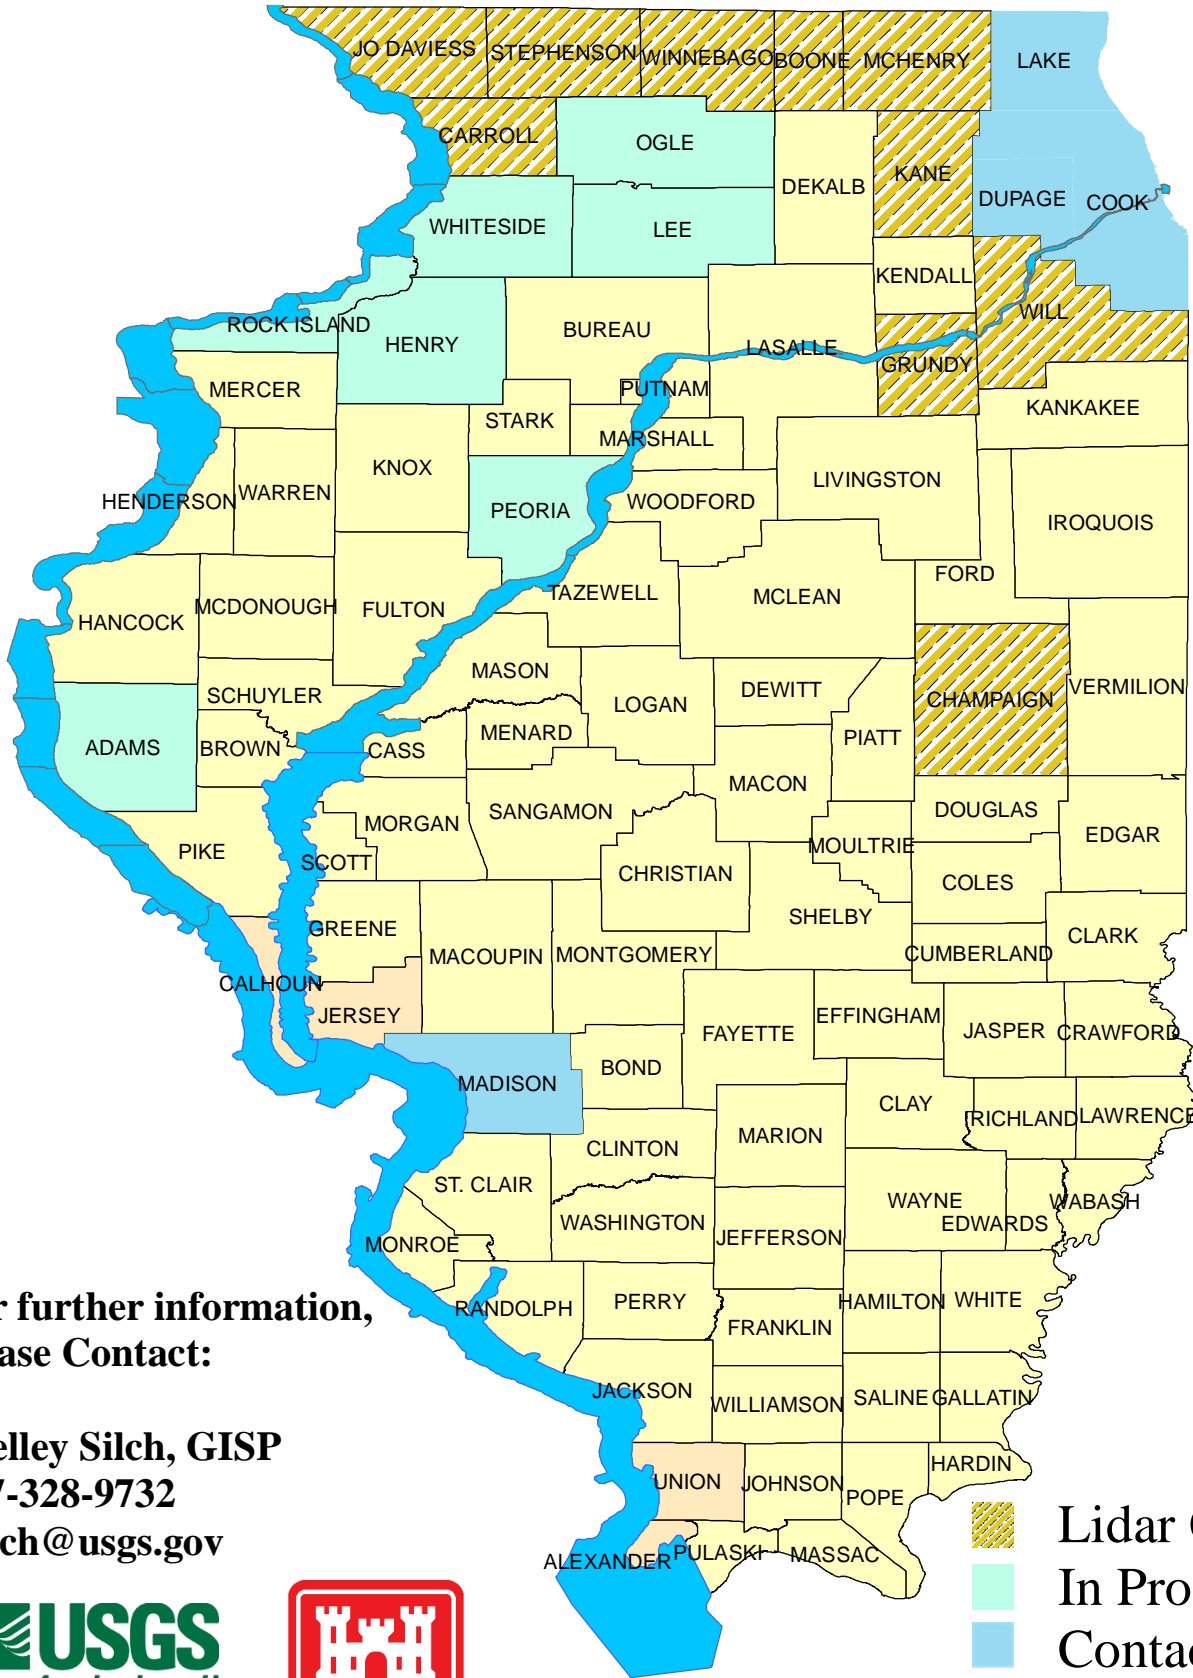 JO DAVIESS
STEPHENSON
WINNEBAGO
BOONE
MCHENRY
LAKE
CARROLL
OGLE
DEKALB
KANE
DUPAGE
COOK
WHITESIDE
LEE
KENDALL
WILL
ROCK ISLAND
HENRY
BUREAU
LASALLE
GRUNDY
MERCER
PUTNAM
KANKAKEE
STARK
MARSHALL
KNOX
LIVINGSTON
HENDERSON
WARREN
PEORIA
WOODFORD
IROQUOIS
FORD
HANCOCK
MCDONOUGH
FULTON
TAZEWELL
MCLEAN
MASON
SCHUYLER
LOGAN
DEWITT
CHAMPAIGN
VERMILION
ADAMS
BROWN
CASS
MENARD
PIATT
MACON
SANGAMON
MORGAN
DOUGLAS
EDGAR
PIKE
SCOTT
CHRISTIAN
MOULTRIE
COLES
SHELBY
GREENE
MACOUPIN
MONTGOMERY
CUMBERLAND
CLARK
CALHOUN
JERSEY
FAYETTE
EFFINGHAM
JASPER
CRAWFORD
MADISON
BOND
CLAY
RICHLAND
LAWRENCE
CLINTON
MARION
ST. CLAIR
WAYNE
EDWARDS
WABASH
WASHINGTON
JEFFERSON
MONROE
RANDOLPH
PERRY
HAMILTON
WHITE
FRANKLIN
JACKSON
WILLIAMSON
SALINE
GALLATIN
UNION
JOHNSON
POPE
HARDIN
ALEXANDER
PULASKI
MASSAC
r further information,
ase Contact:
elley Silch, GISP
7-328-9732
ch@usgs.gov
USGS
Lidar
In Pro
Contac